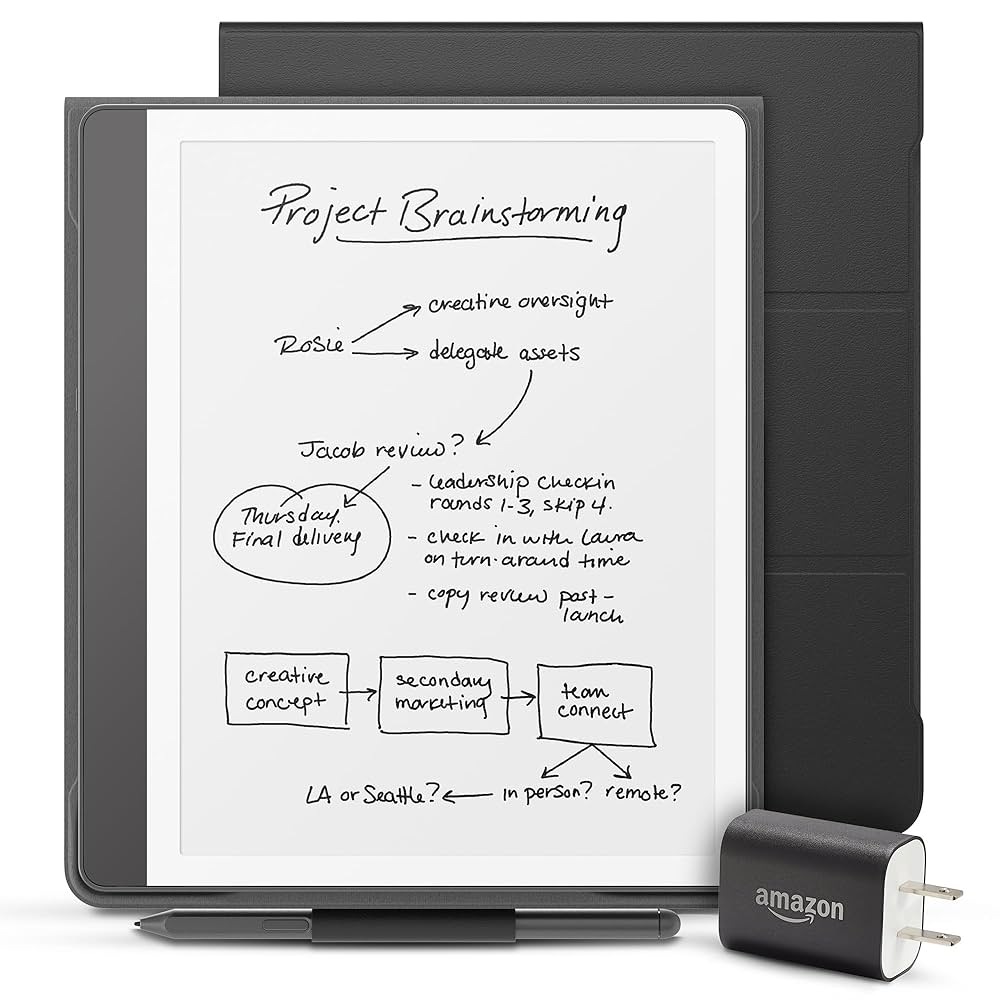 Project Brainstorming
creative oversight
Rosie
delegate assets
Jacob review?
- leadership checkin
rounds 1-3, skip 4.
Thursday.
Final delivery
- check in with Laura
on turn-around time
- copy review post-
launch
creative
concept
secondary
marketing
team
connect
LA or Seattle?
in person?
remote?
amazon